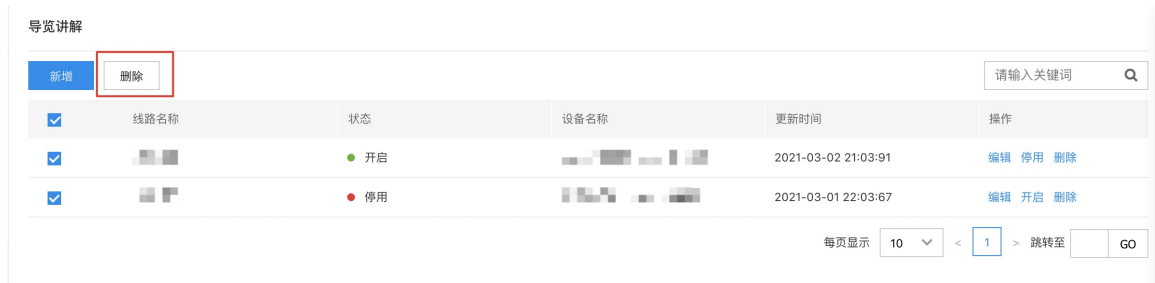 导览讲解
新增 删除 请输入关键词
线路名称 状态 设备名称 更新时间 操作
开启 2021-03-02 21:03:91 编辑 停用 删除
停用 2021-03-01 22:03:67 编辑 开启 删除
每页显示 10 < 1 > 跳转至 GO